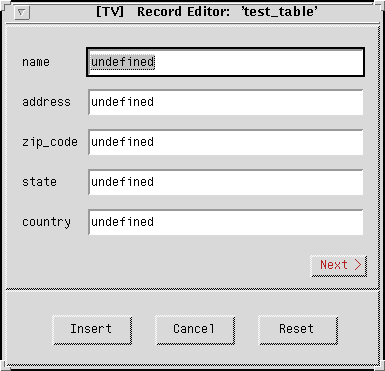 [TV] Record Editor: 'test_table'
name undefined
address undefined
zip_code undefined
state undefined
country undefined
Next >
Insert Cancel Reset